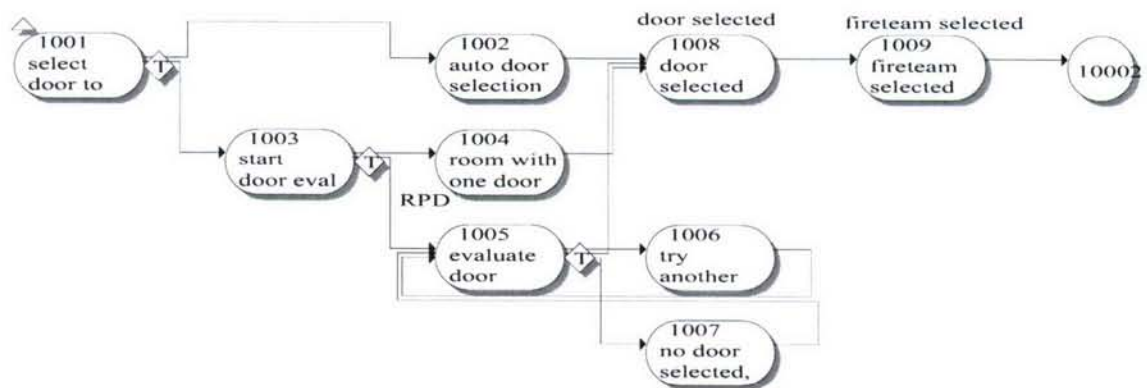 door selected
fireteam selected
1001
select
door to
T
1002
auto door
selection
1008
door
selected
1009
fireteam
selected
10002
1003
start
door eval
T
1004
room with
one door
RPD
1005
evaluate
door
T
1006
try
another
1007
no door
selected,